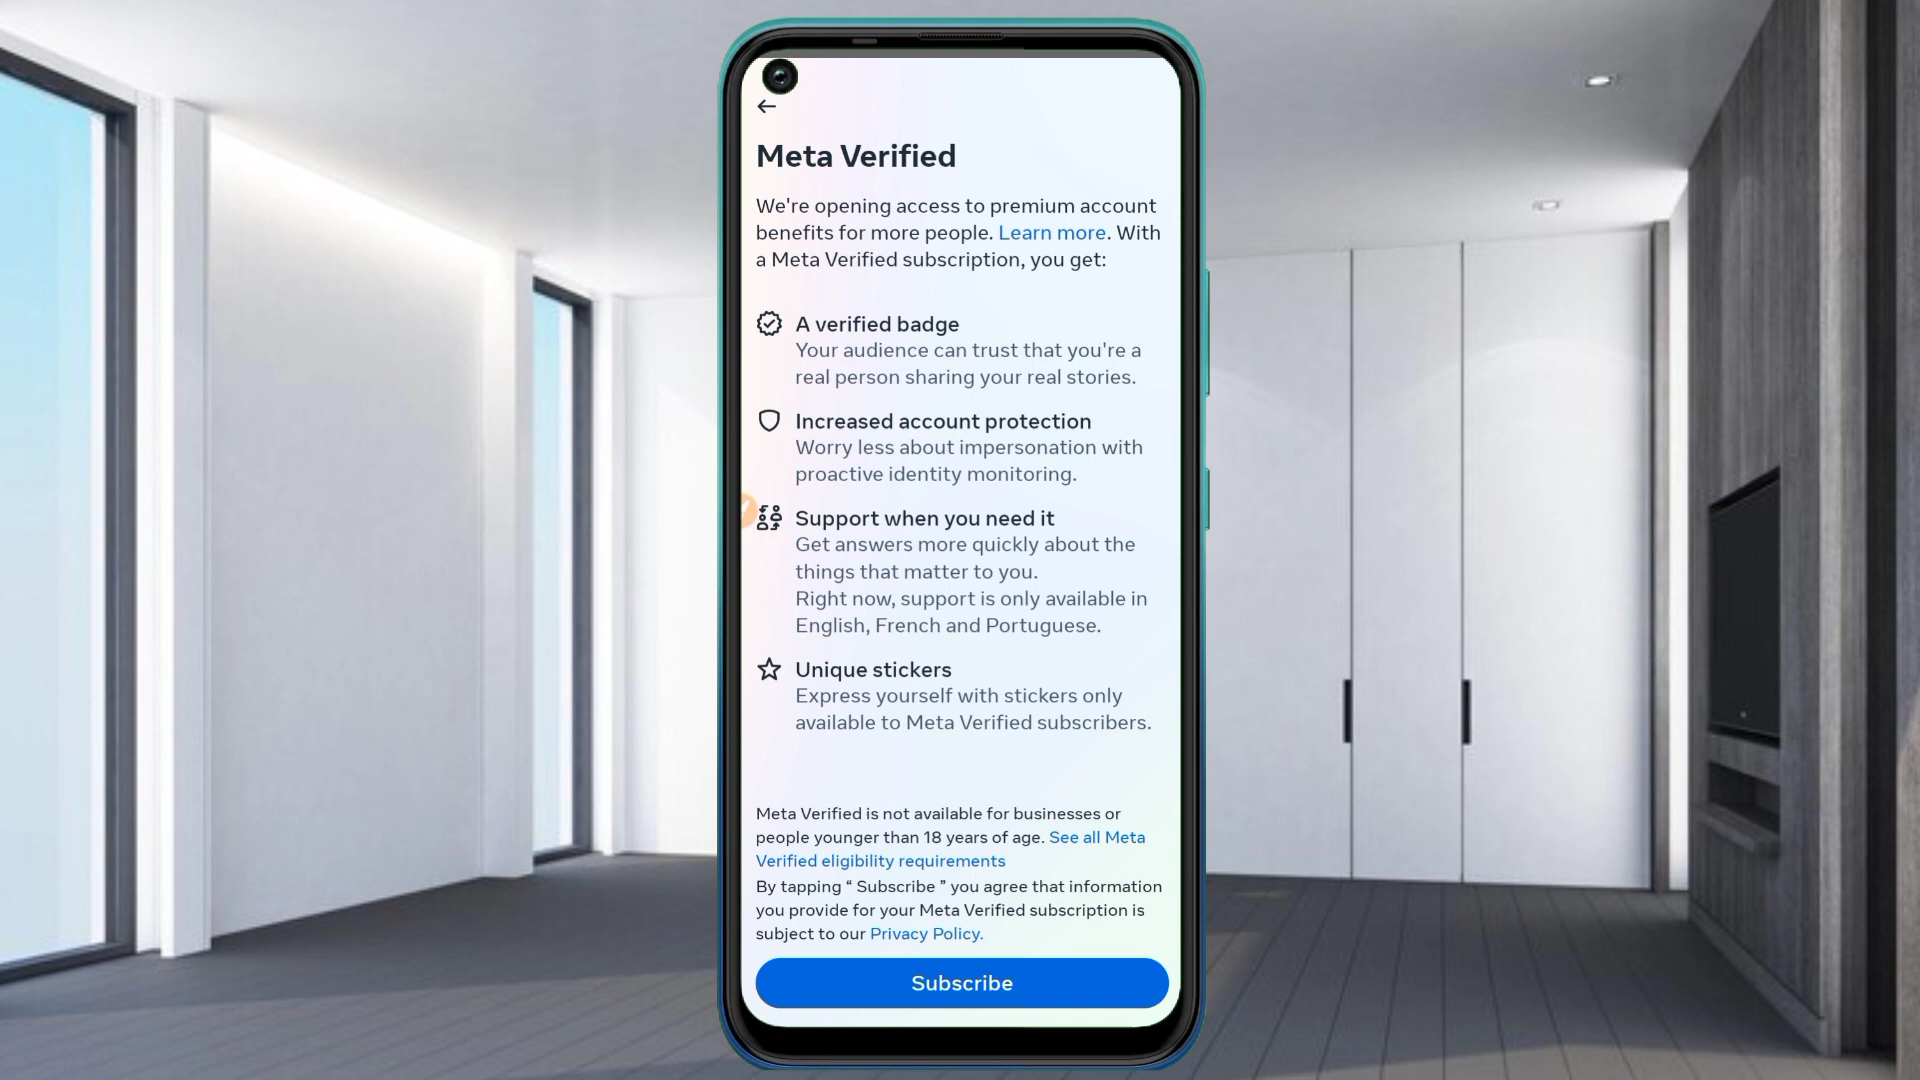 Meta Verified
We're opening access to premium account
benefits for more people. Learn more. With
a Meta Verified subscription, you get:
A verified badge
Your audience can trust that you're a
real person sharing your real stories.
Increased account protection
Worry less about impersonation with
proactive identity monitoring.
Support when you need it
Get answers more quickly about the
things that matter to you.
Right now, support is only available in
English, French and Portuguese.
Unique stickers
Express yourself with stickers only
available to Meta Verified subscribers.
Meta Verified is not available for businesses or
people younger than 18 years of age. See all Meta
Verified eligibility requirements
By tapping “ Subscribe ” you agree that information
you provide for your Meta Verified subscription is
subject to our Privacy Policy.
Subscribe